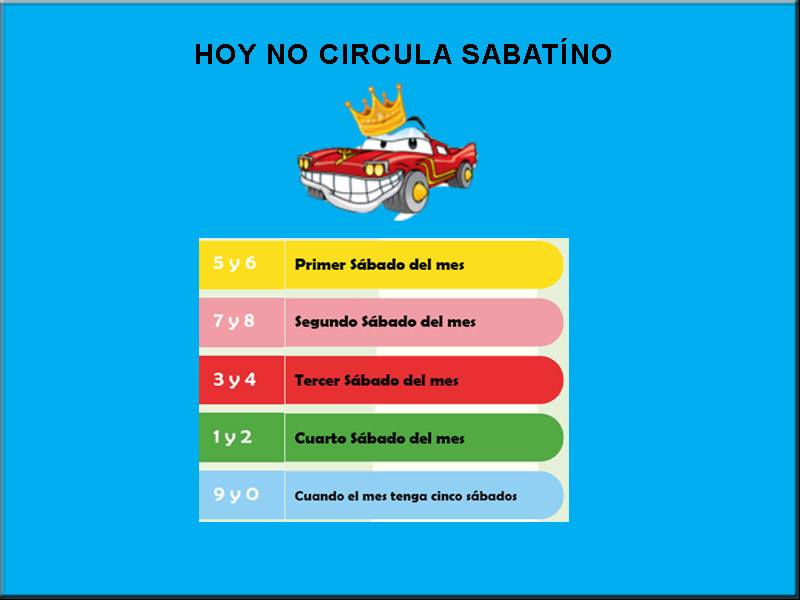 HOY NO CIRCULA SABATÍNO
5 y 6 Primer Sábado del mes
7 y 8 Segundo Sábado del mes
3 y 4 Tercer Sábado del mes
1 y 2 Cuarto Sábado del mes
9 y 0 Cuando el mes tenga cinco sábados